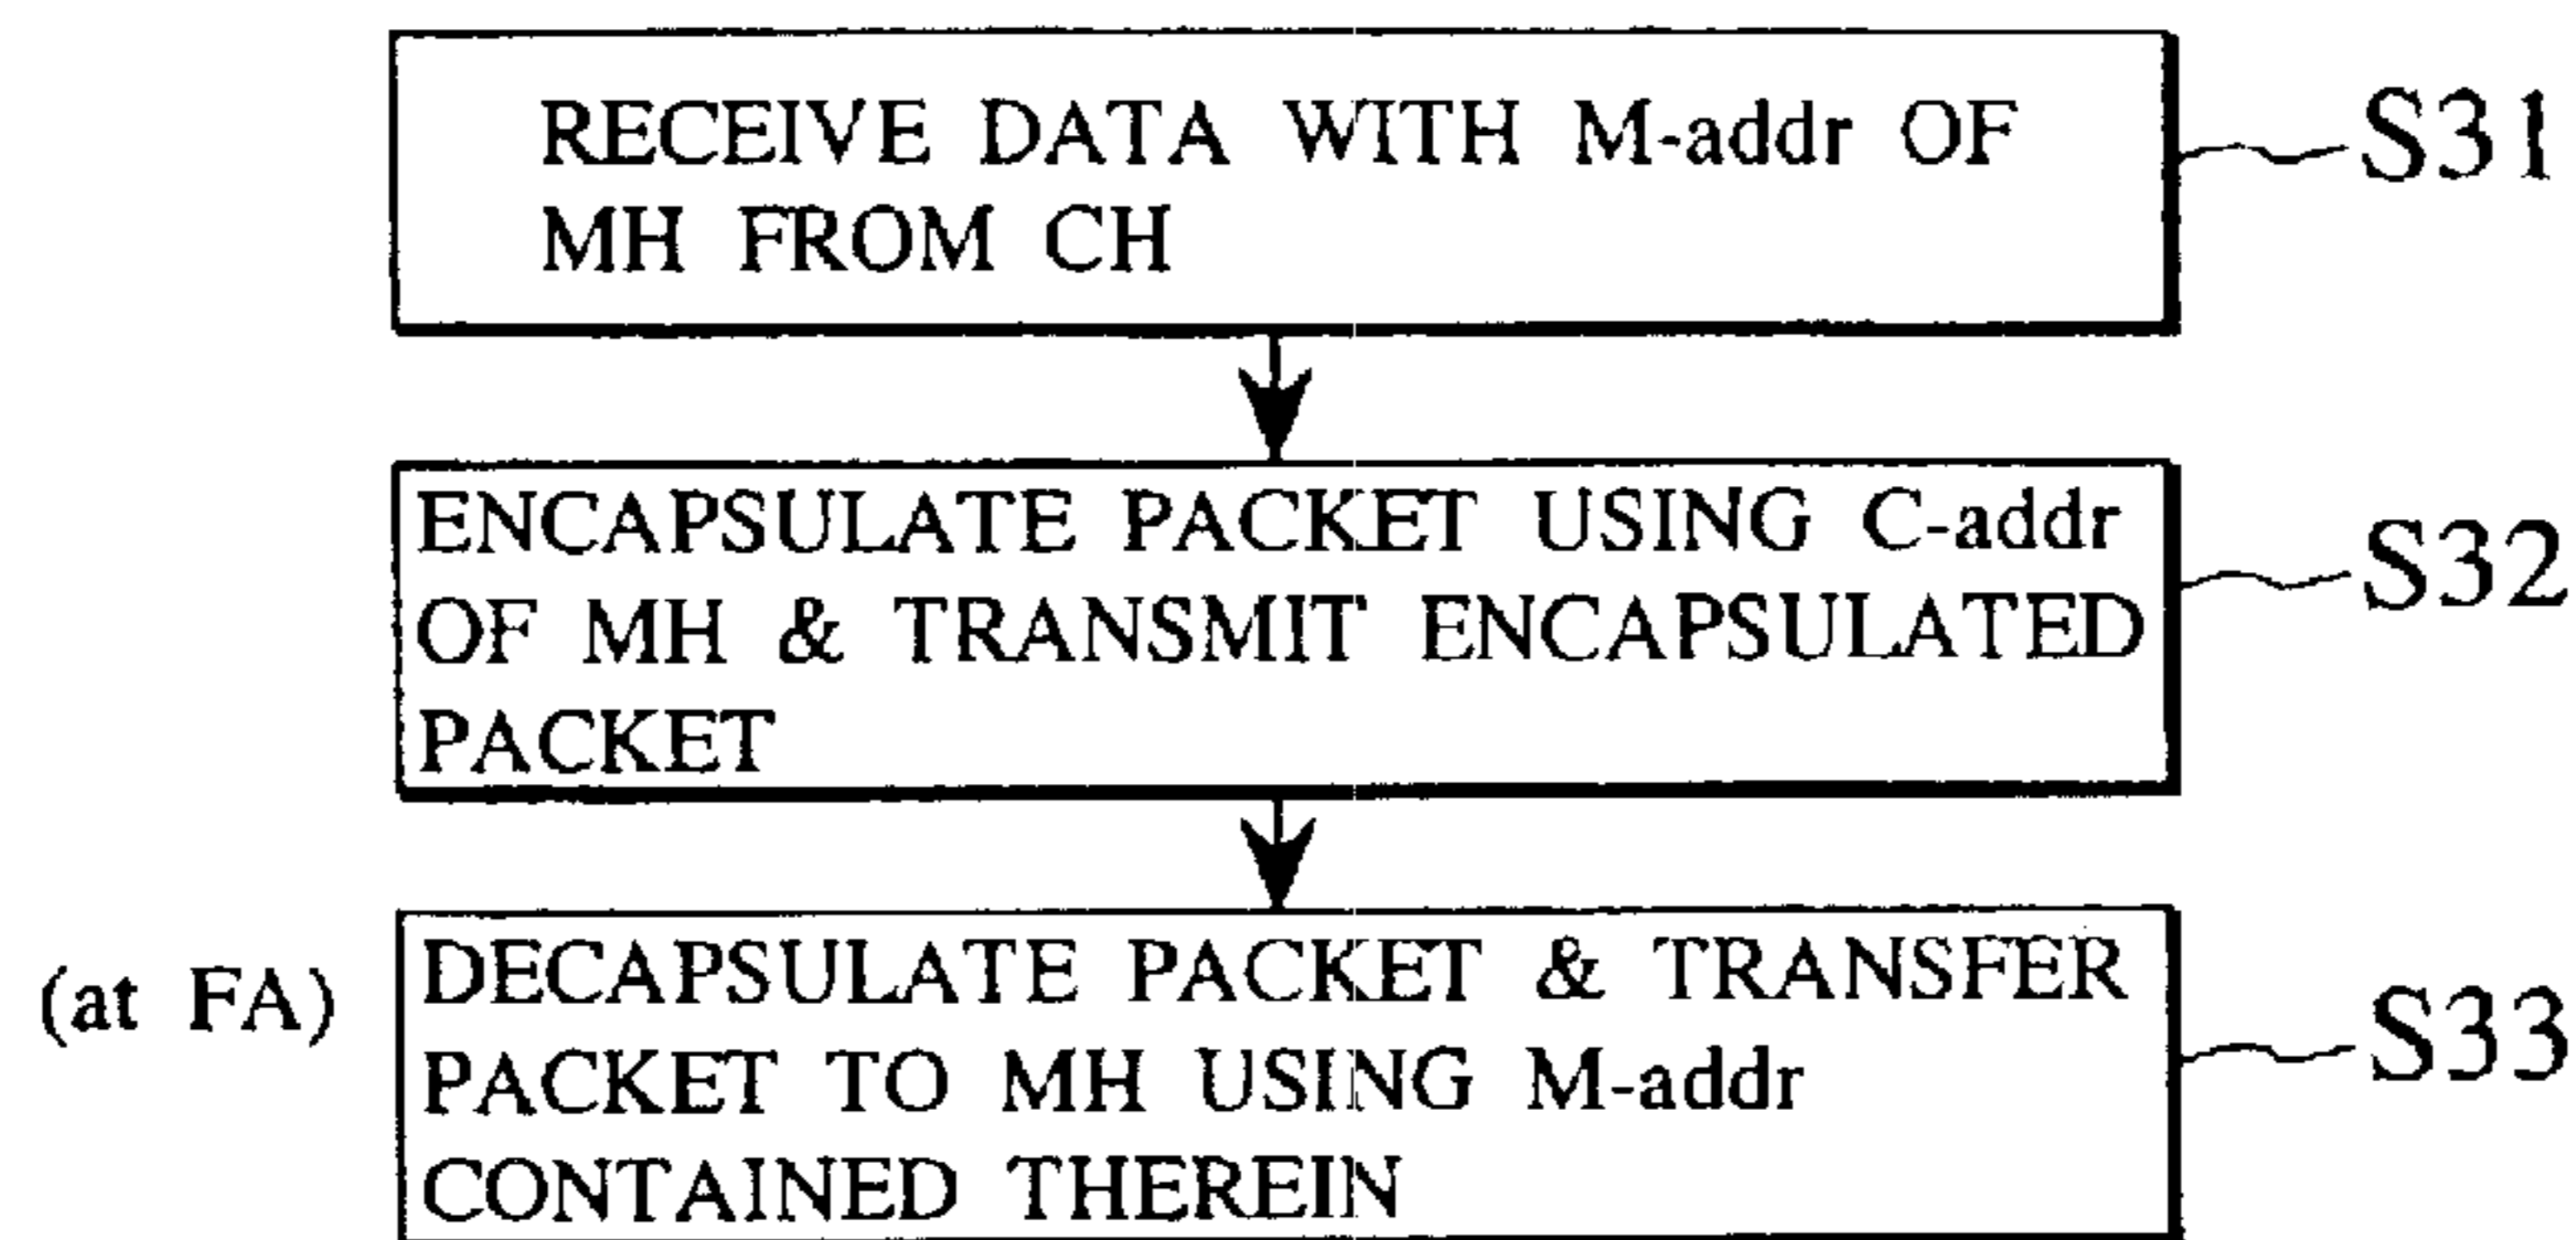 RECEIVE DATA WITH M-addr OF
MH FROM CH
S31
ENCAPSULATE PACKET USING C-addr
OF MH & TRANSMIT ENCAPSULATED
PACKET
S32
(at FA)
DECAPSULATE PACKET & TRANSFER
PACKET TO MH USING M-addr
CONTAINED THEREIN
S33